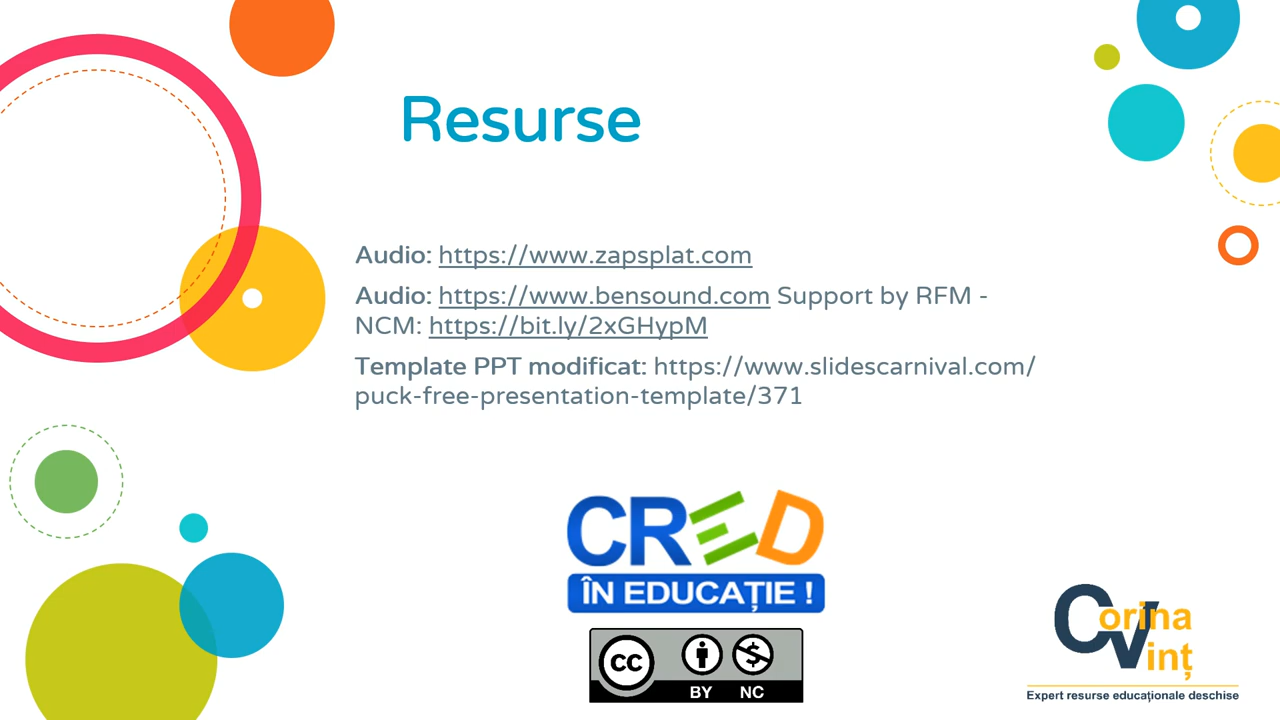 Resurse
Audio: https://www.zapsplat.com
Audio: https://www.bensound.com Support by RFM -
NCM: https://bit.ly/2xGHypM
Template PPT modificat: https://www.slidescarnival.com/
puck-free-presentation-template/371
CRED
ÎN EDUCAȚIE !
CC BY NC
Corina
Vinț
Expert resurse educaționale deschise